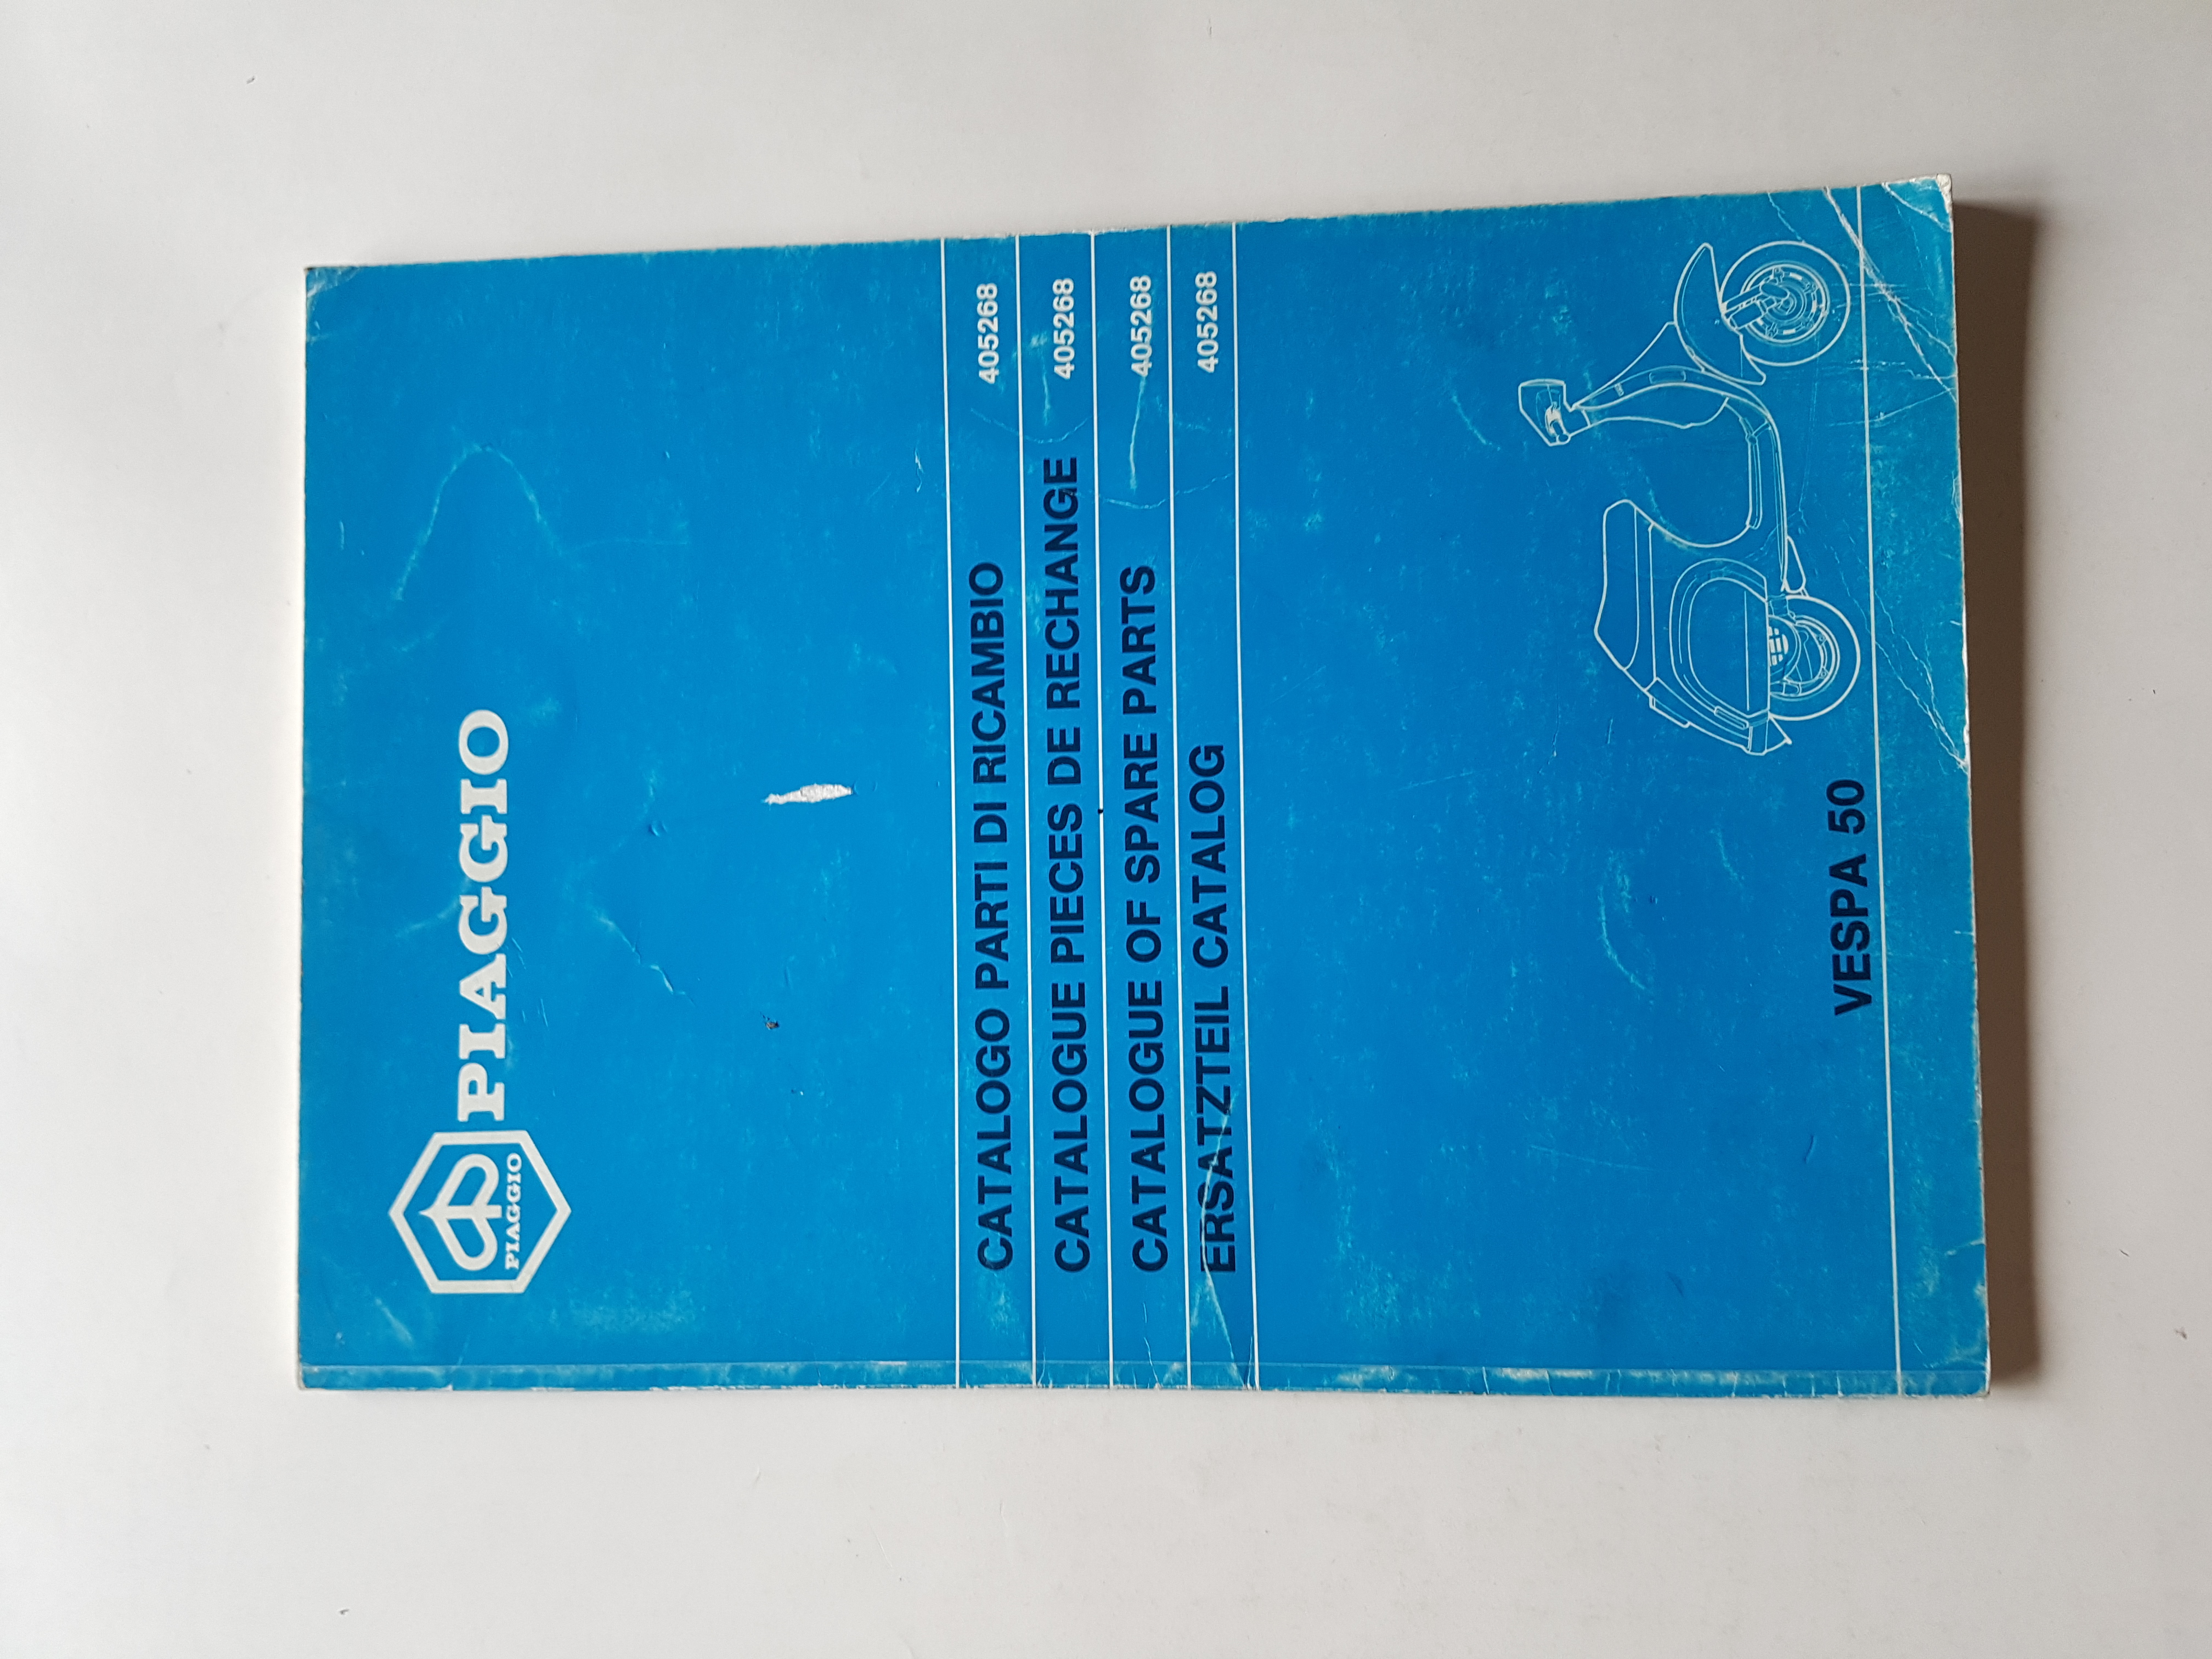 PIAGGIO
PIAGGIO
CATALOGO PARTI DI RICAMBIO 405268
CATALOGUE PIECES DE RECHANGE 405268
CATALOGUE OF SPARE PARTS 405268
ERSATZTEIL CATALOG 405268
VESPA 50